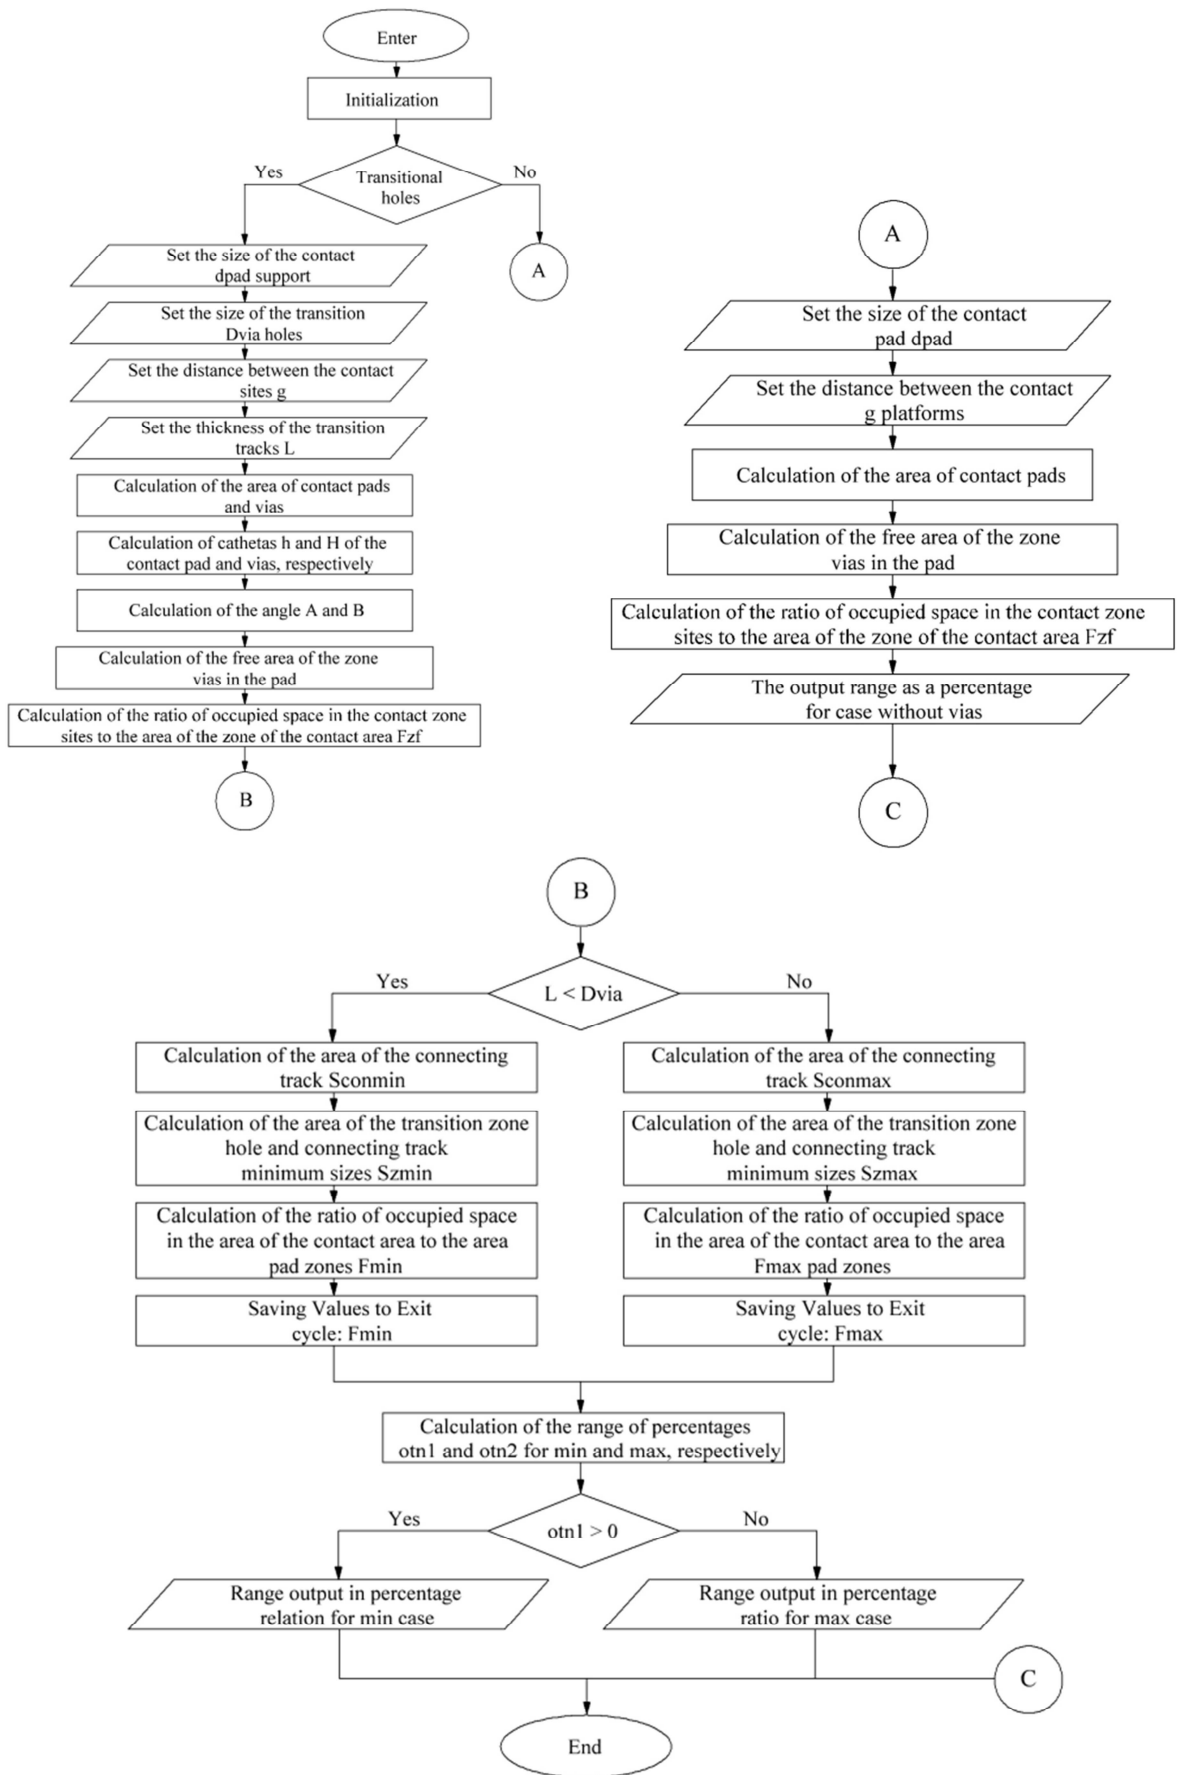 Enter
Initialization
Transitional
holes
Yes
No
A
Set the size of the contact
dpad support
Set the size of the transition
Dvia holes
Set the distance between the contact
sites g
Set the thickness of the transition
tracks L
Calculation of the area of contact pads
and vias
Calculation of cathetas h and H of the
contact pad and vias, respectively
Calculation of the angle A and B
Calculation of the free area of the zone
vias in the pad
Calculation of the ratio of occupied space in the contact zone
sites to the area of the zone of the contact area Fzf
B
A
Set the size of the contact
pad dpad
Set the distance between the contact
g platforms
Calculation of the area of contact pads
Calculation of the free area of the zone
vias in the pad
Calculation of the ratio of occupied space in the contact zone
sites to the area of the zone of the contact area Fzf
The output range as a percentage
for case without vias
C
B
L < Dvia
Yes
No
Calculation of the area of the connecting
track Sconmin
Calculation of the area of the transition zone
hole and connecting track
minimum sizes Szmin
Calculation of the ratio of occupied space
in the area of the contact area to the area
pad zones Fmin
Saving Values to Exit
cycle: Fmin
Calculation of the area of the connecting
track Sconmax
Calculation of the area of the transition zone
hole and connecting track
minimum sizes Szmax
Calculation of the ratio of occupied space
in the area of the contact area to the area
Fmax pad zones
Saving Values to Exit
cycle: Fmax
Calculation of the range of percentages
otn1 and otn2 for min and max, respectively
otn1 > 0
Yes
No
Range output in percentage
relation for min case
Range output in percentage
ratio for max case
C
End